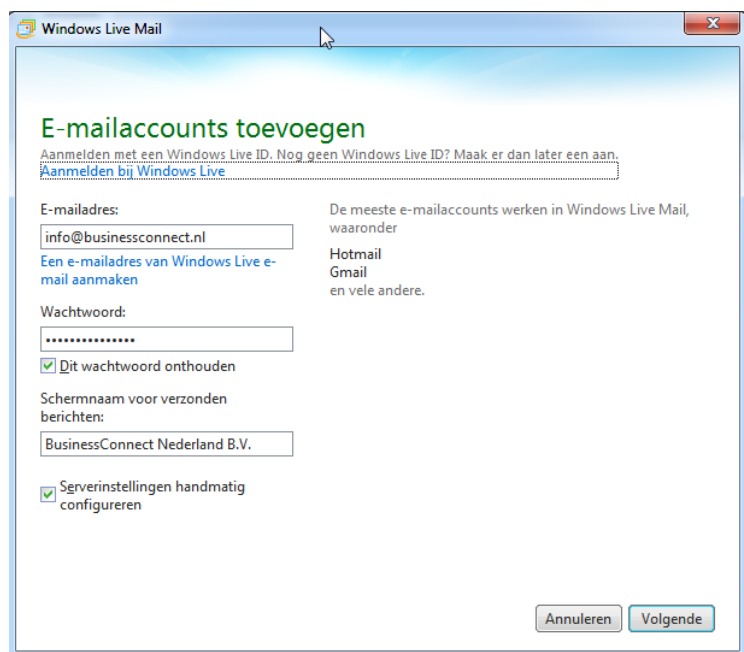 Windows Live Mail
E-mailaccounts toevoegen
Aanmelden met een Windows Live ID. Nog geen Windows Live ID? Maak er dan later een aan.
Aanmelden bij Windows Live
E-mailadres:
info@businessconnect.nl
Een e-mailadres van Windows Live e-
mail aanmaken
Wachtwoord:
•••••••••••••••
Dit wachtwoord onthouden
Schermnaam voor verzonden
berichten:
BusinessConnect Nederland B.V.
Serverinstellingen handmatig
configureren
De meeste e-mailaccounts werken in Windows Live Mail,
waaronder
Hotmail
Gmail
en vele andere.
Annuleren
Volgende